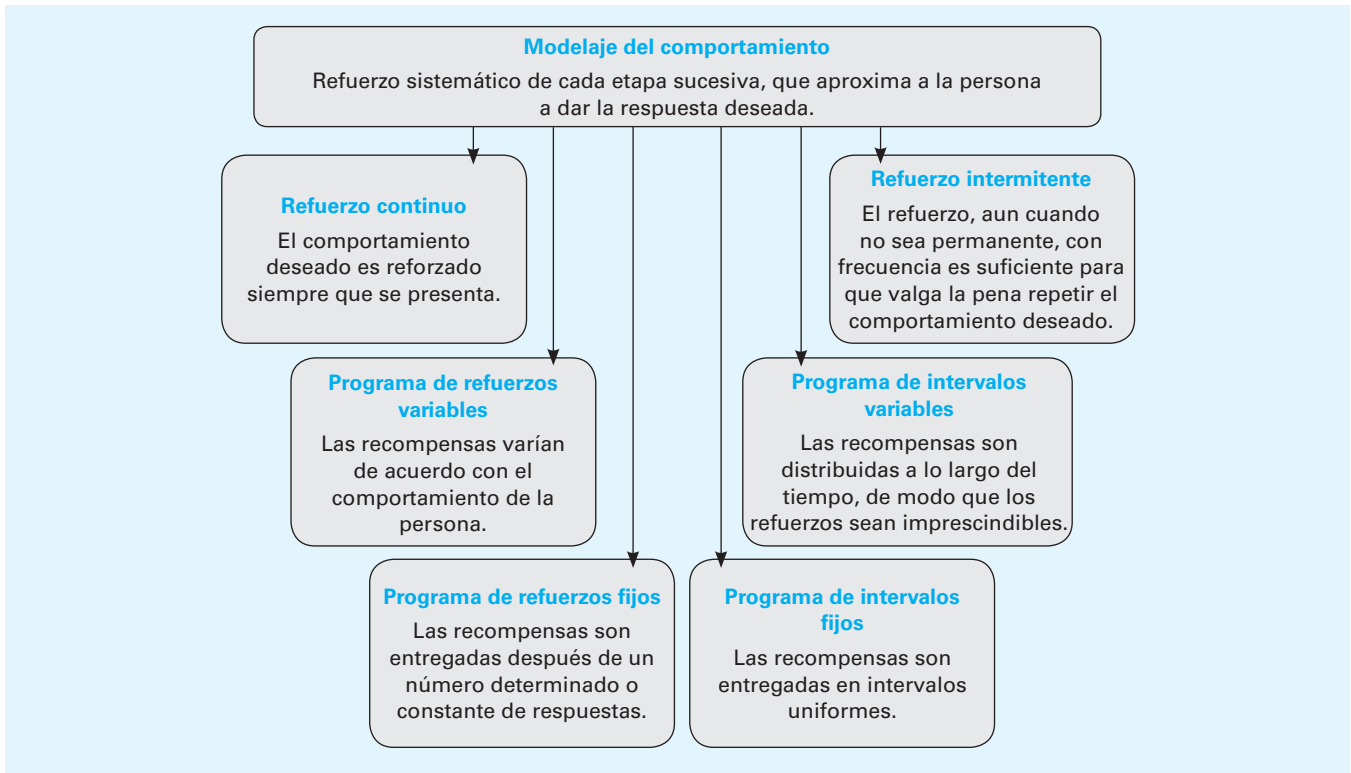 Modelaje del comportamiento
Refuerzo sistemático de cada etapa sucesiva, que aproxima a la persona
a dar la respuesta deseada.
Refuerzo continuo
El comportamiento
deseado es reforzado
siempre que se presenta.
Refuerzo intermitente
El refuerzo, aun cuando
no sea permanente, con
frecuencia es suficiente para
que valga la pena repetir el
comportamiento deseado.
Programa de refuerzos
variables
Las recompensas varían
de acuerdo con el
comportamiento de la
persona.
Programa de intervalos
variables
Las recompensas son
distribuidas a lo largo del
tiempo, de modo que los
refuerzos sean imprescindibles.
Programa de refuerzos fijos
Las recompensas son
entregadas después de un
número determinado o
constante de respuestas.
Programa de intervalos
fijos
Las recompensas son
entregadas en intervalos
uniformes.